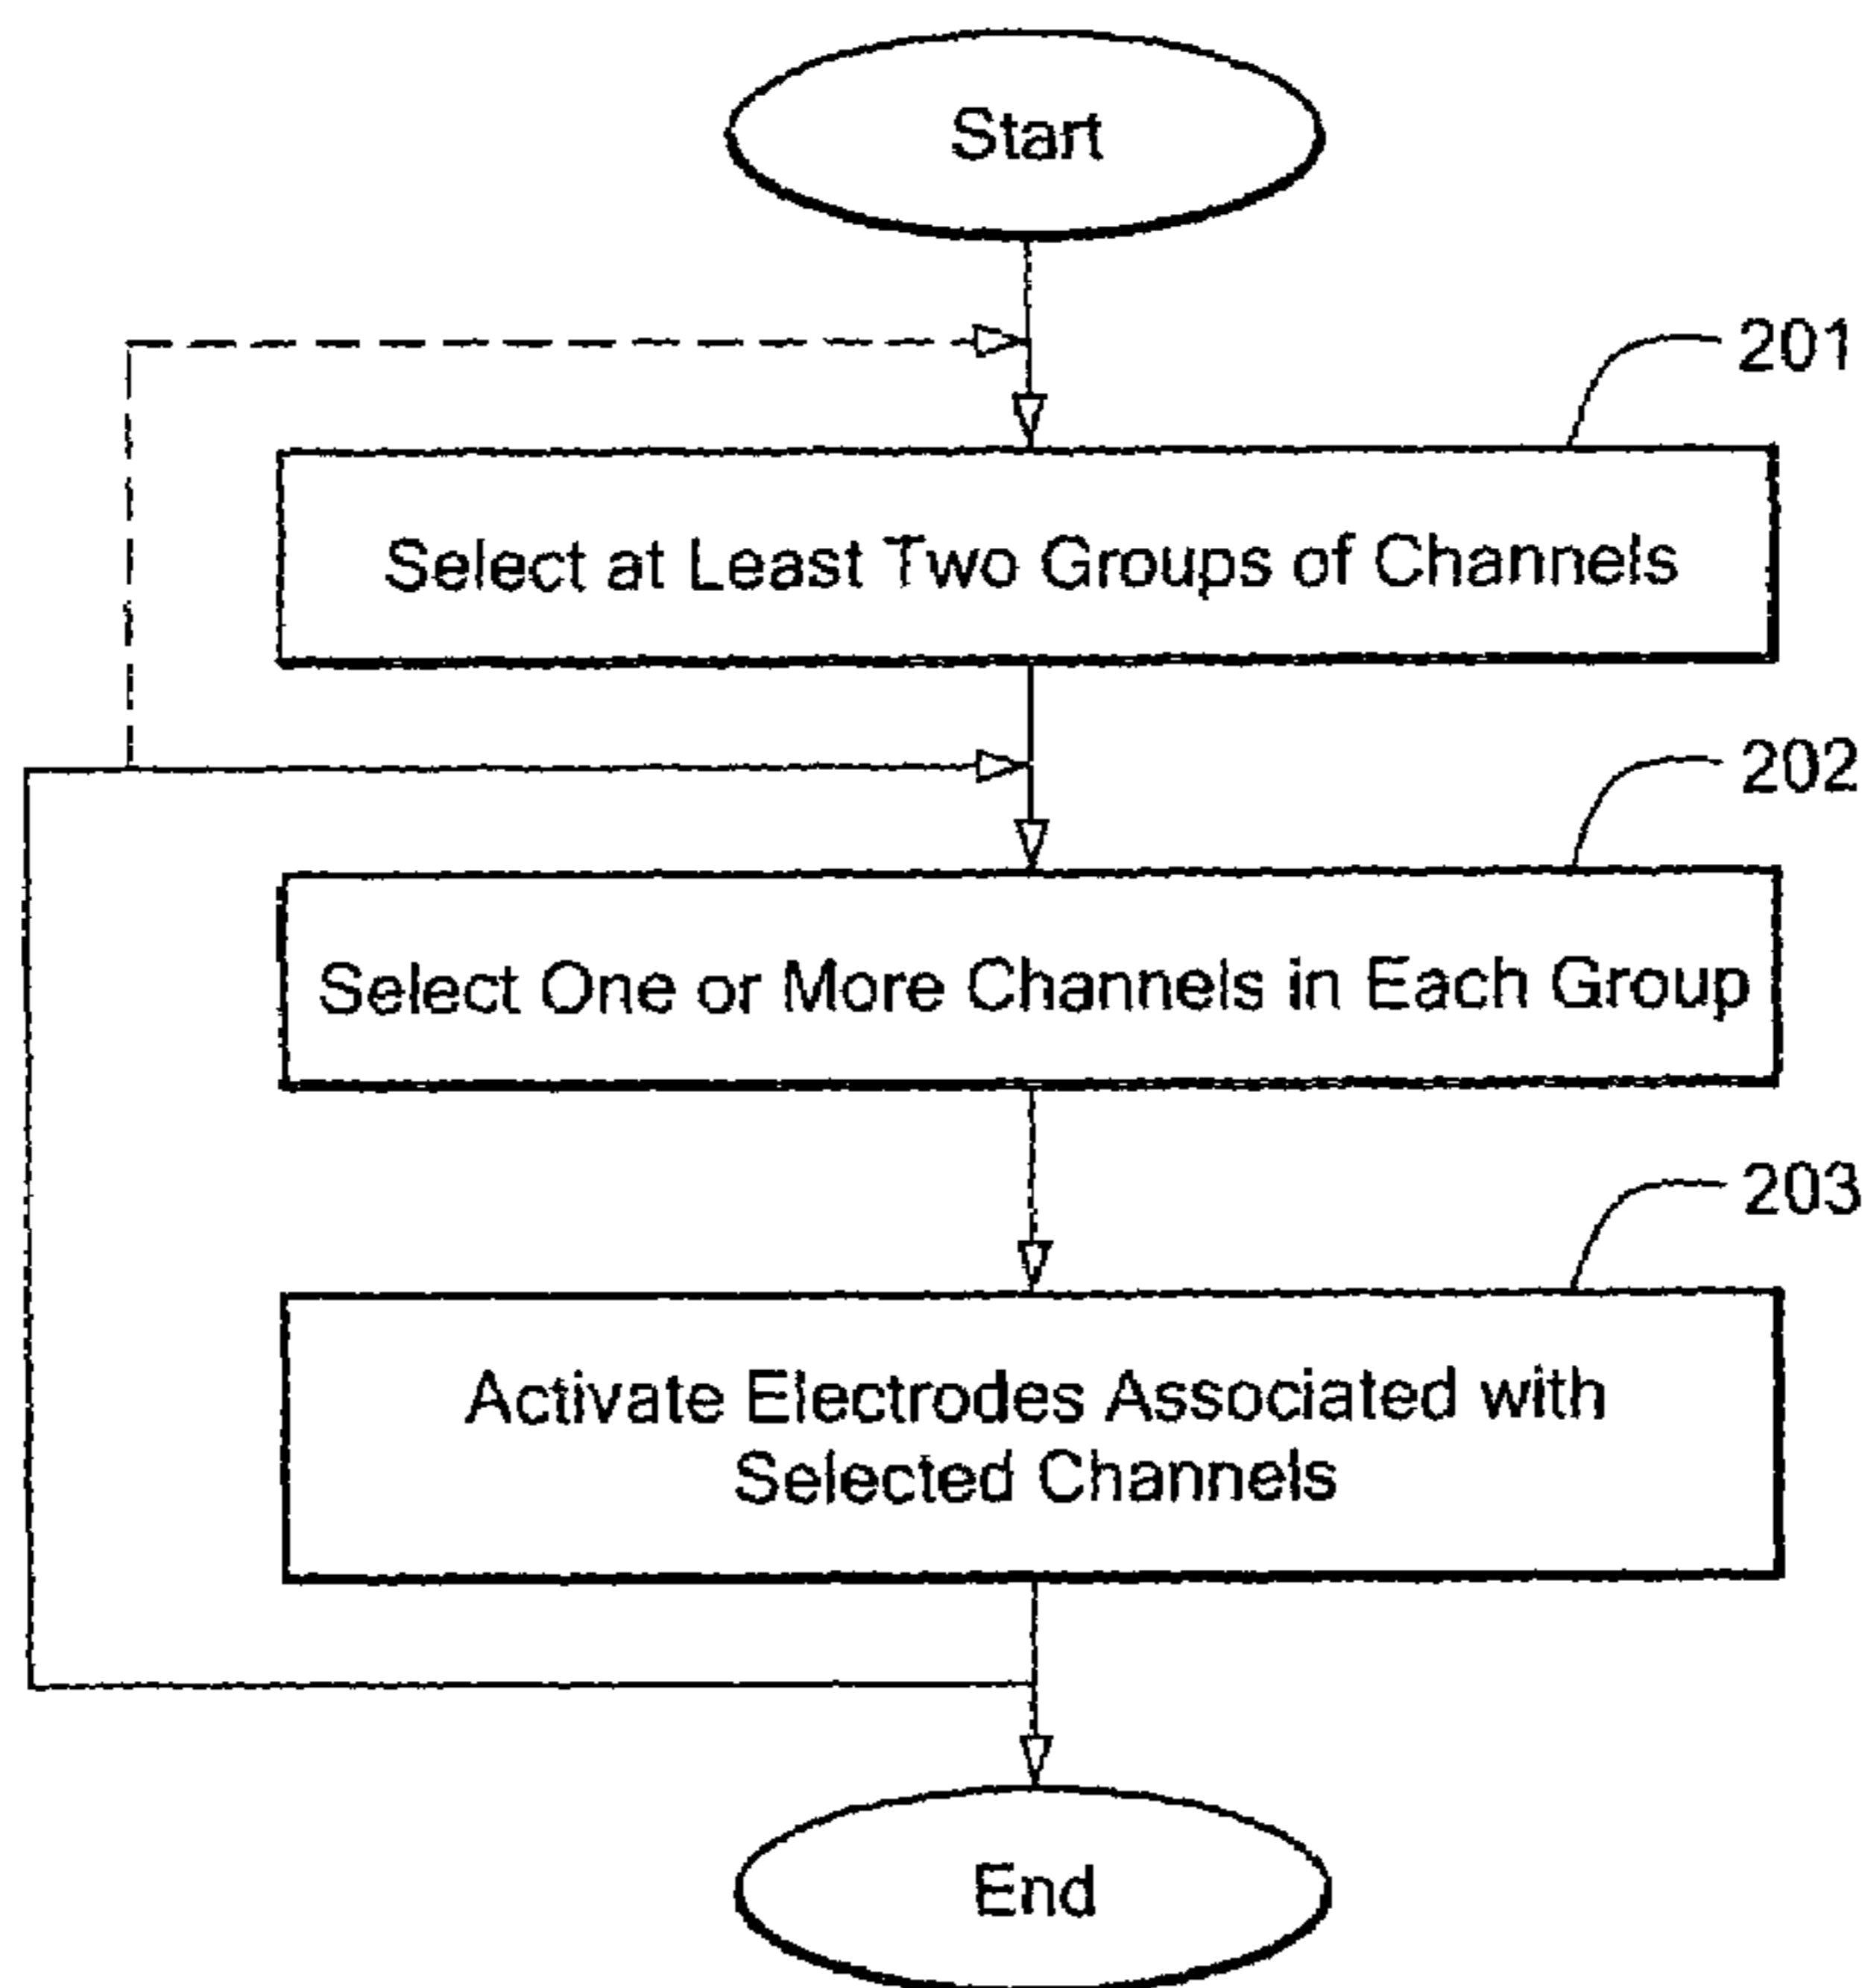 Start
201
Select at Least Two Groups of Channels
202
Select One or More Channels in Each Group
203
Activate Electrodes Associated with
Selected Channels
End